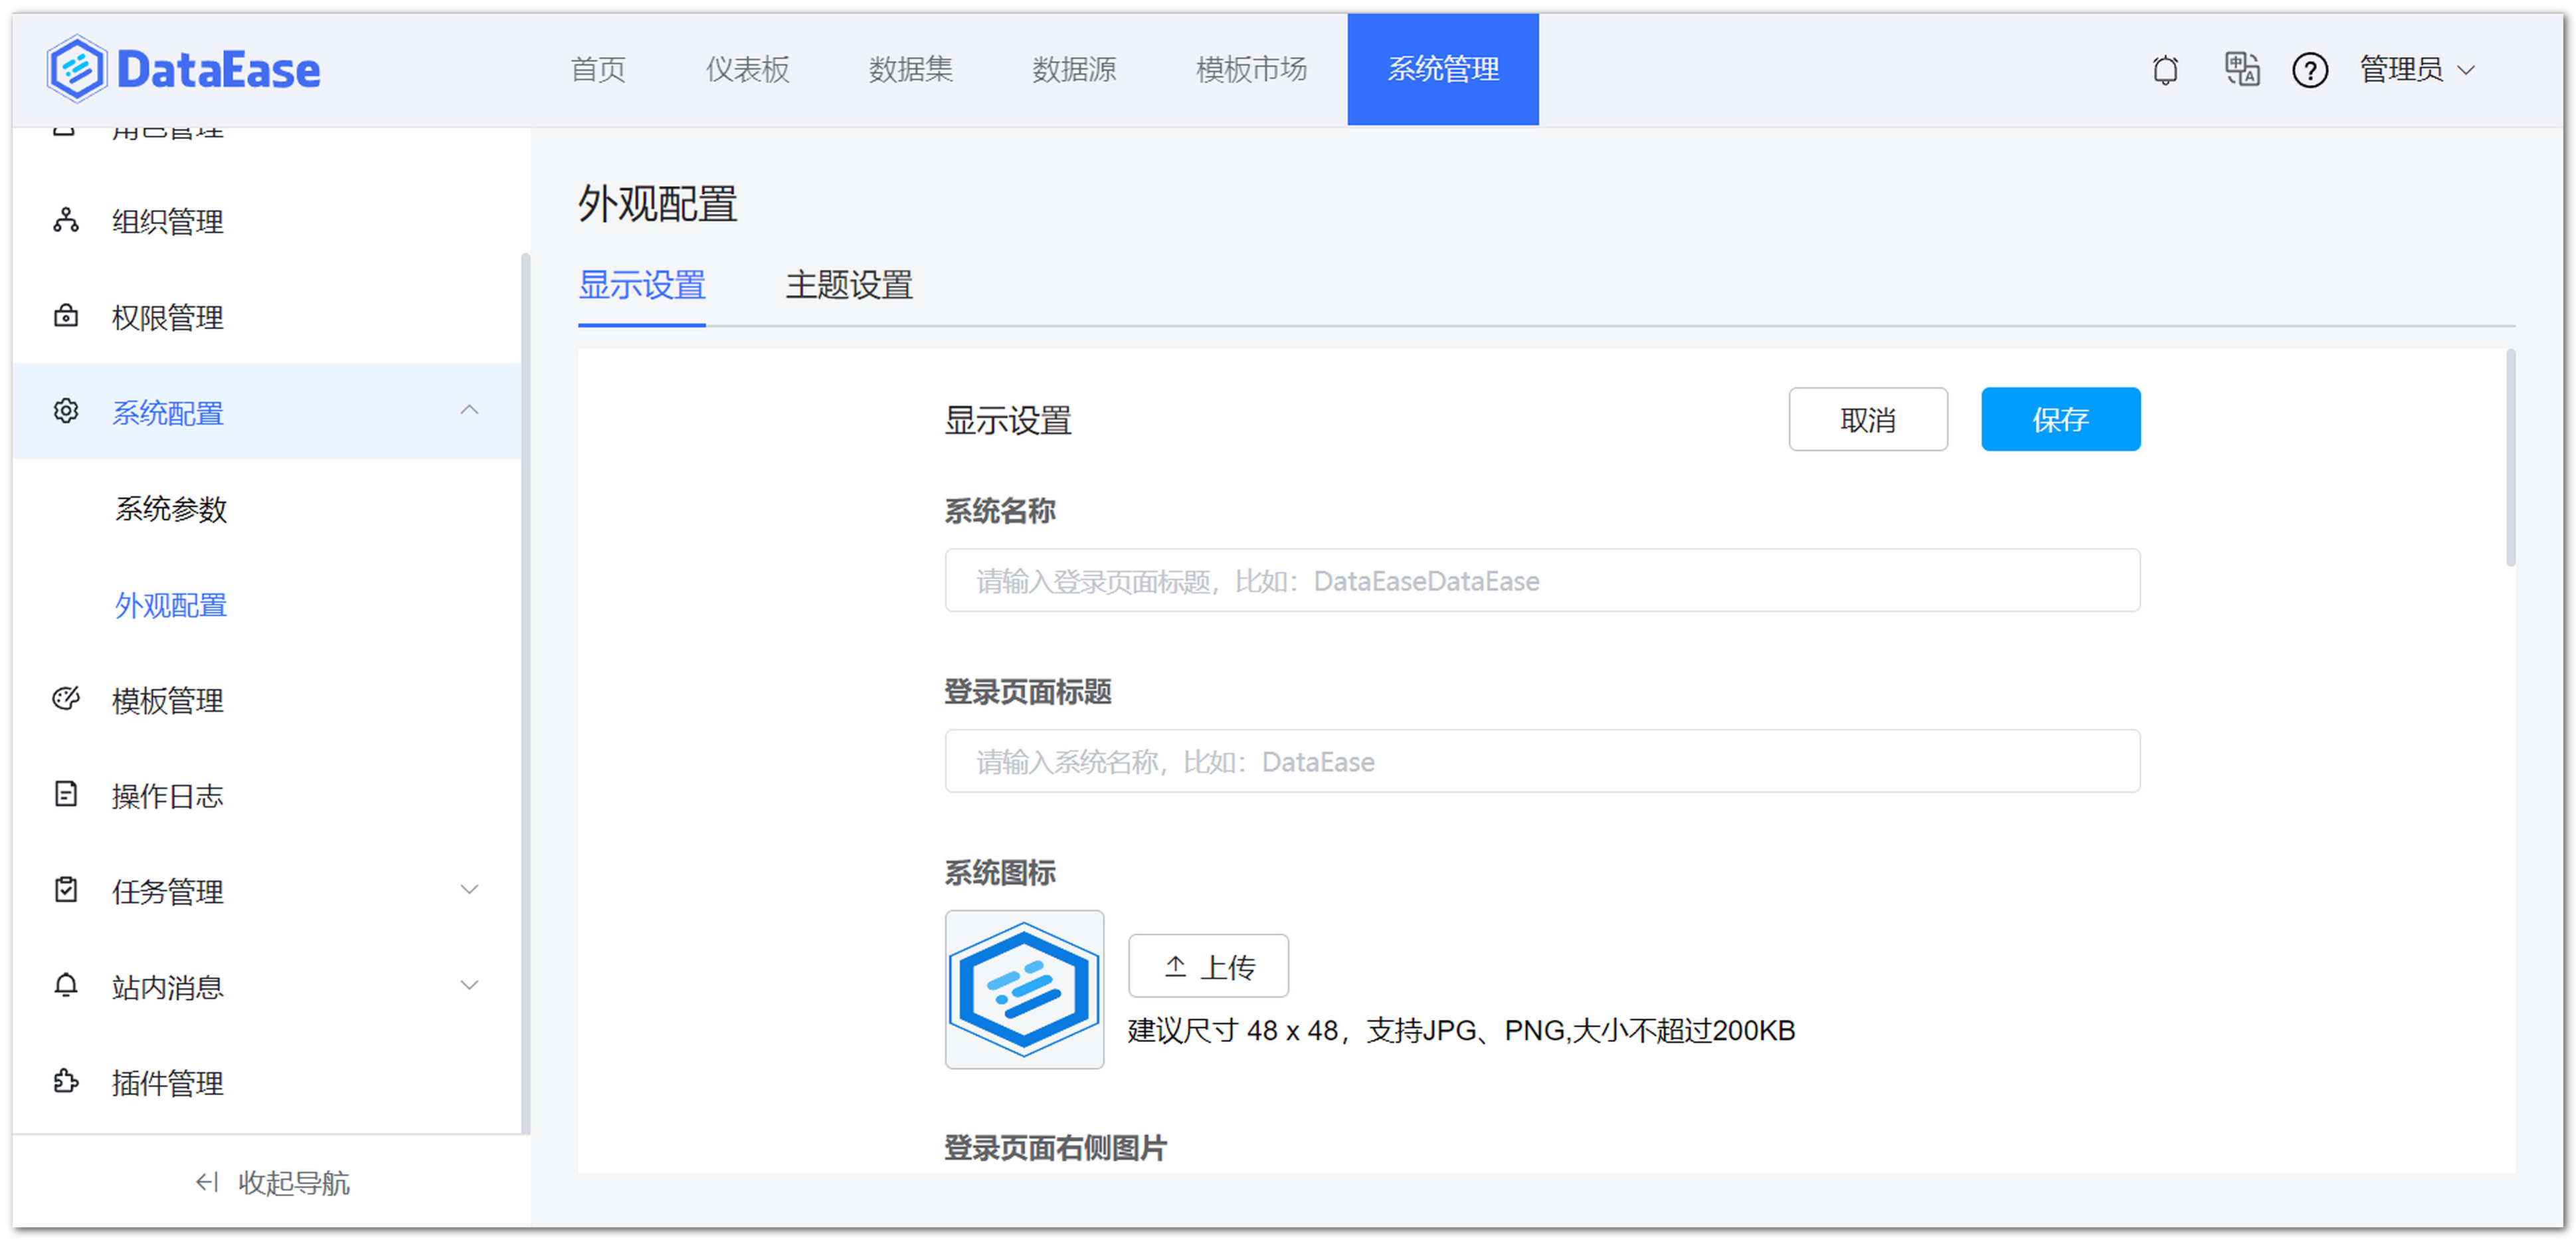 DataEase
首页
仪表板
数据集
数据源
模板市场
系统管理
管理员
角色管理
组织管理
权限管理
系统配置
系统参数
外观配置
模板管理
操作日志
任务管理
站内消息
插件管理
收起导航
外观配置
显示设置
主题设置
显示设置
取消
保存
系统名称
请输入登录页面标题，比如：DataEaseDataEase
登录页面标题
请输入系统名称，比如：DataEase
系统图标
上传
建议尺寸 48 x 48，支持JPG、PNG,大小不超过200KB
登录页面右侧图片